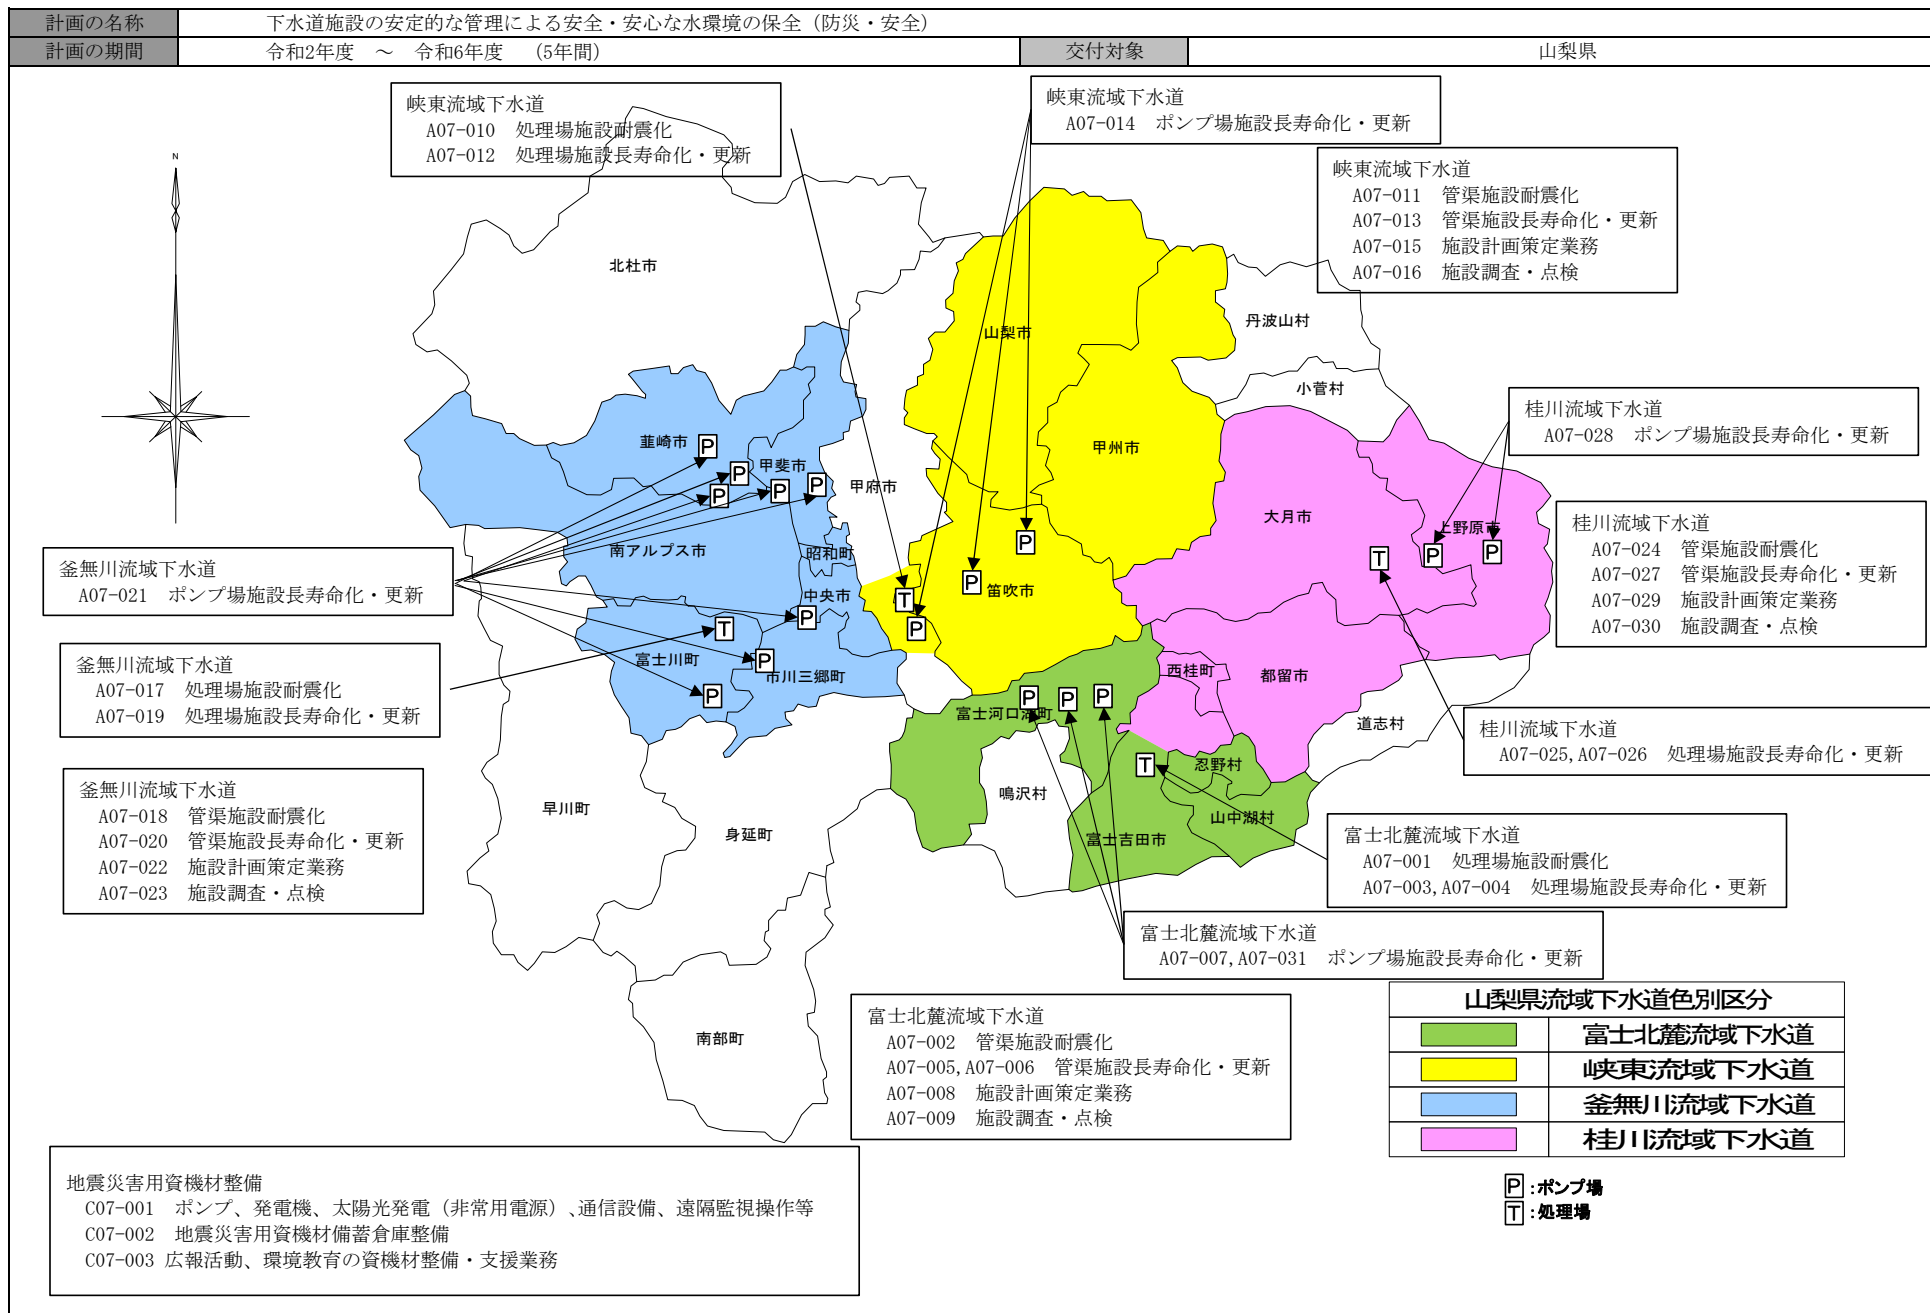 計画の名称 下水道施設の安定的な管理による安全・安心な水環境の保全（防災・安全）
計画の期間 令和2年度 ～ 令和6年度 （5年間） 交付対象 山梨県
峡東流域下水道
A07-010 処理場施設耐震化
A07-012 処理場施設長寿命化・更新
峡東流域下水道
A07-014 ポンプ場施設長寿命化・更新
峡東流域下水道
A07-011 管渠施設耐震化
A07-013 管渠施設長寿命化・更新
A07-015 施設計画策定業務
A07-016 施設調査・点検
N
北杜市
山梨市
丹波山村
小菅村
韮崎市
甲斐市
甲府市
甲州市
大月市
上野原市
南アルプス市
昭和町
中央市
笛吹市
富士川町
市川三郷町
西桂町
都留市
道志村
富士河口湖町
忍野村
鳴沢村
山中湖村
富士吉田市
早川町
身延町
南部町
P
P
P
P
P
P
P
P
T
T
P
P
P
T
P
P
P
P
P
T
桂川流域下水道
A07-028 ポンプ場施設長寿命化・更新
桂川流域下水道
A07-024 管渠施設耐震化
A07-027 管渠施設長寿命化・更新
A07-029 施設計画策定業務
A07-030 施設調査・点検
桂川流域下水道
A07-025,A07-026 処理場施設長寿命化・更新
釜無川流域下水道
A07-021 ポンプ場施設長寿命化・更新
釜無川流域下水道
A07-017 処理場施設耐震化
A07-019 処理場施設長寿命化・更新
釜無川流域下水道
A07-018 管渠施設耐震化
A07-020 管渠施設長寿命化・更新
A07-022 施設計画策定業務
A07-023 施設調査・点検
富士北麓流域下水道
A07-001 処理場施設耐震化
A07-003,A07-004 処理場施設長寿命化・更新
富士北麓流域下水道
A07-007,A07-031 ポンプ場施設長寿命化・更新
富士北麓流域下水道
A07-002 管渠施設耐震化
A07-005,A07-006 管渠施設長寿命化・更新
A07-008 施設計画策定業務
A07-009 施設調査・点検
山梨県流域下水道色別区分
富士北麓流域下水道
峡東流域下水道
釜無川流域下水道
桂川流域下水道
P :ポンプ場
T :処理場
地震災害用資機材整備
C07-001 ポンプ、発電機、太陽光発電（非常用電源）、通信設備、遠隔監視操作等
C07-002 地震災害用資機材備蓄倉庫整備
C07-003 広報活動、環境教育の資機材整備・支援業務